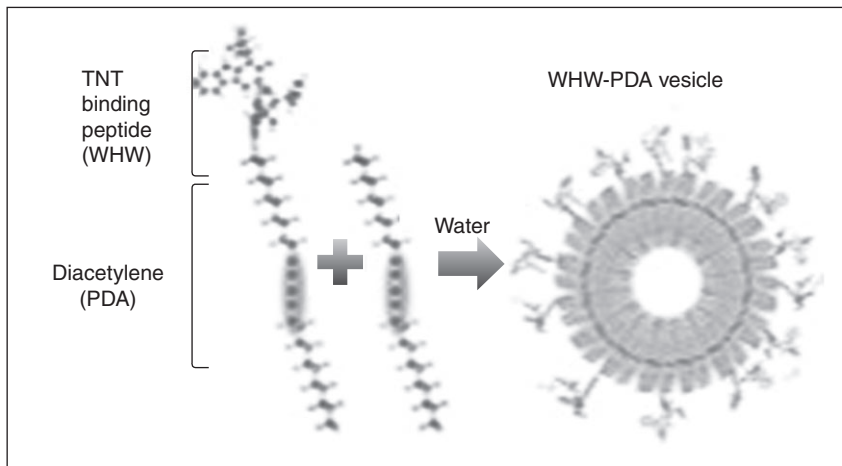 TNT
binding
peptide
(WHW)
Diacetylene
(PDA)
Water
WHW-PDA vesicle